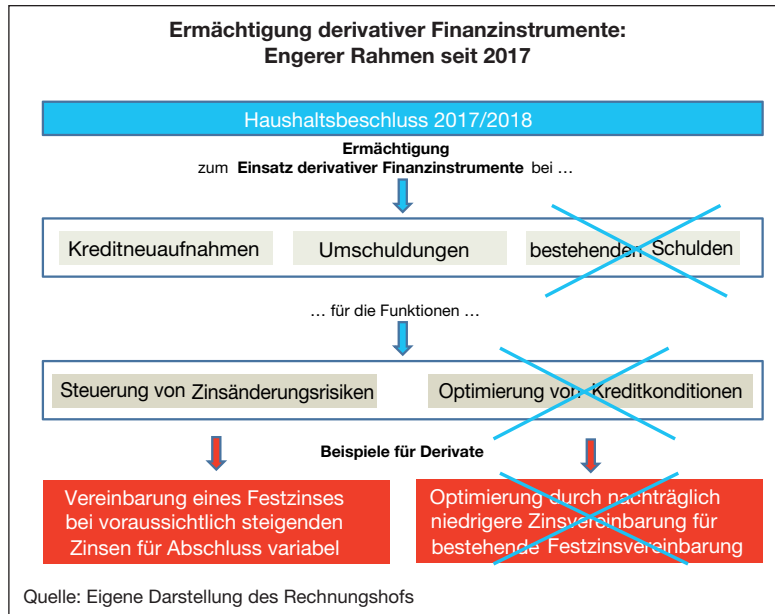 Ermächtigung derivativer Finanzinstrumente:
Engerer Rahmen seit 2017
Haushaltsbeschluss 2017/2018
Ermächtigung
zum Einsatz derivativer Finanzinstrumente bei ...
Kreditneuaufnahmen
Umschuldungen
bestehenden Schulden
... für die Funktionen ...
Steuerung von Zinsänderungsrisiken
Optimierung von Kreditkonditionen
Beispiele für Derivate
Vereinbarung eines Festzinses
bei voraussichtlich steigenden
Zinsen für Abschluss variabel
Optimierung durch nachträglich
niedrigere Zinsvereinbarung für
bestehende Festzinsvereinbarung
Quelle: Eigene Darstellung des Rechnungshofs